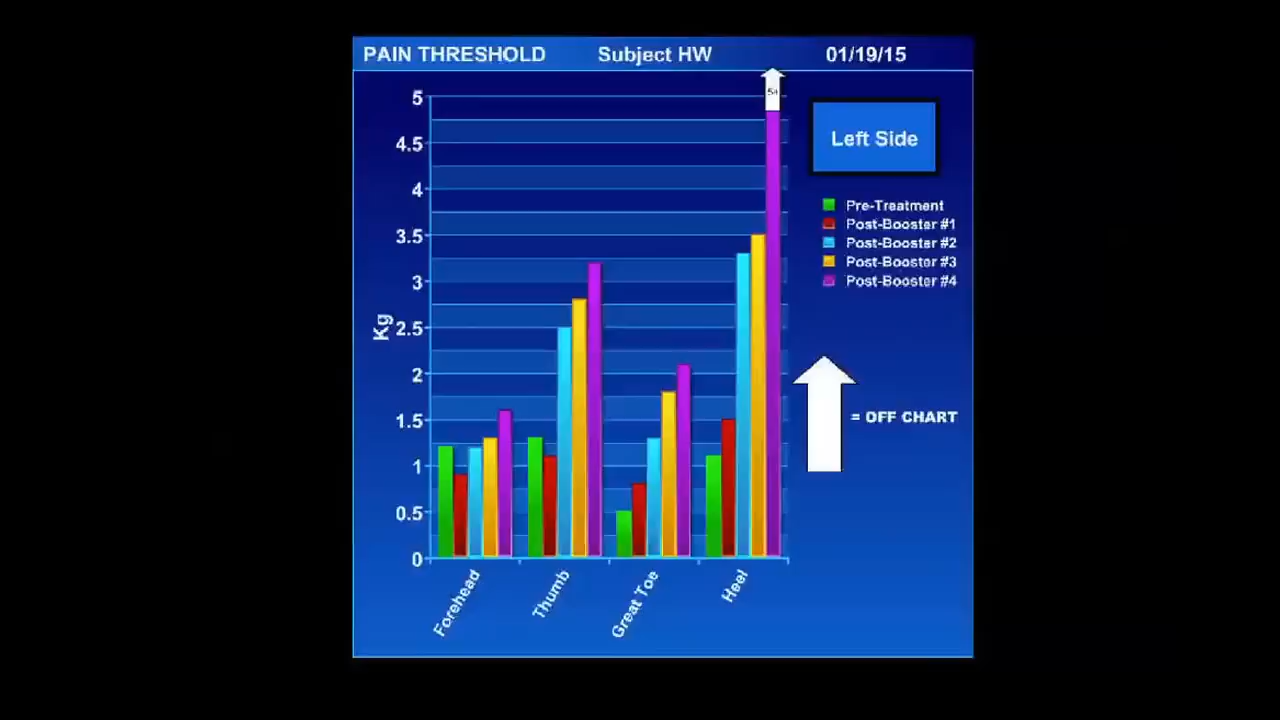 PAIN THRESHOLD Subject HW 01/19/15
5
4.5
4
3.5
3
2.5
2
1.5
1
0.5
0
Kg
Left Side
Pre-Treatment
Post-Booster #1
Post-Booster #2
Post-Booster #3
Post-Booster #4
= OFF CHART
Forehead
Thumb
Great Toe
Heel